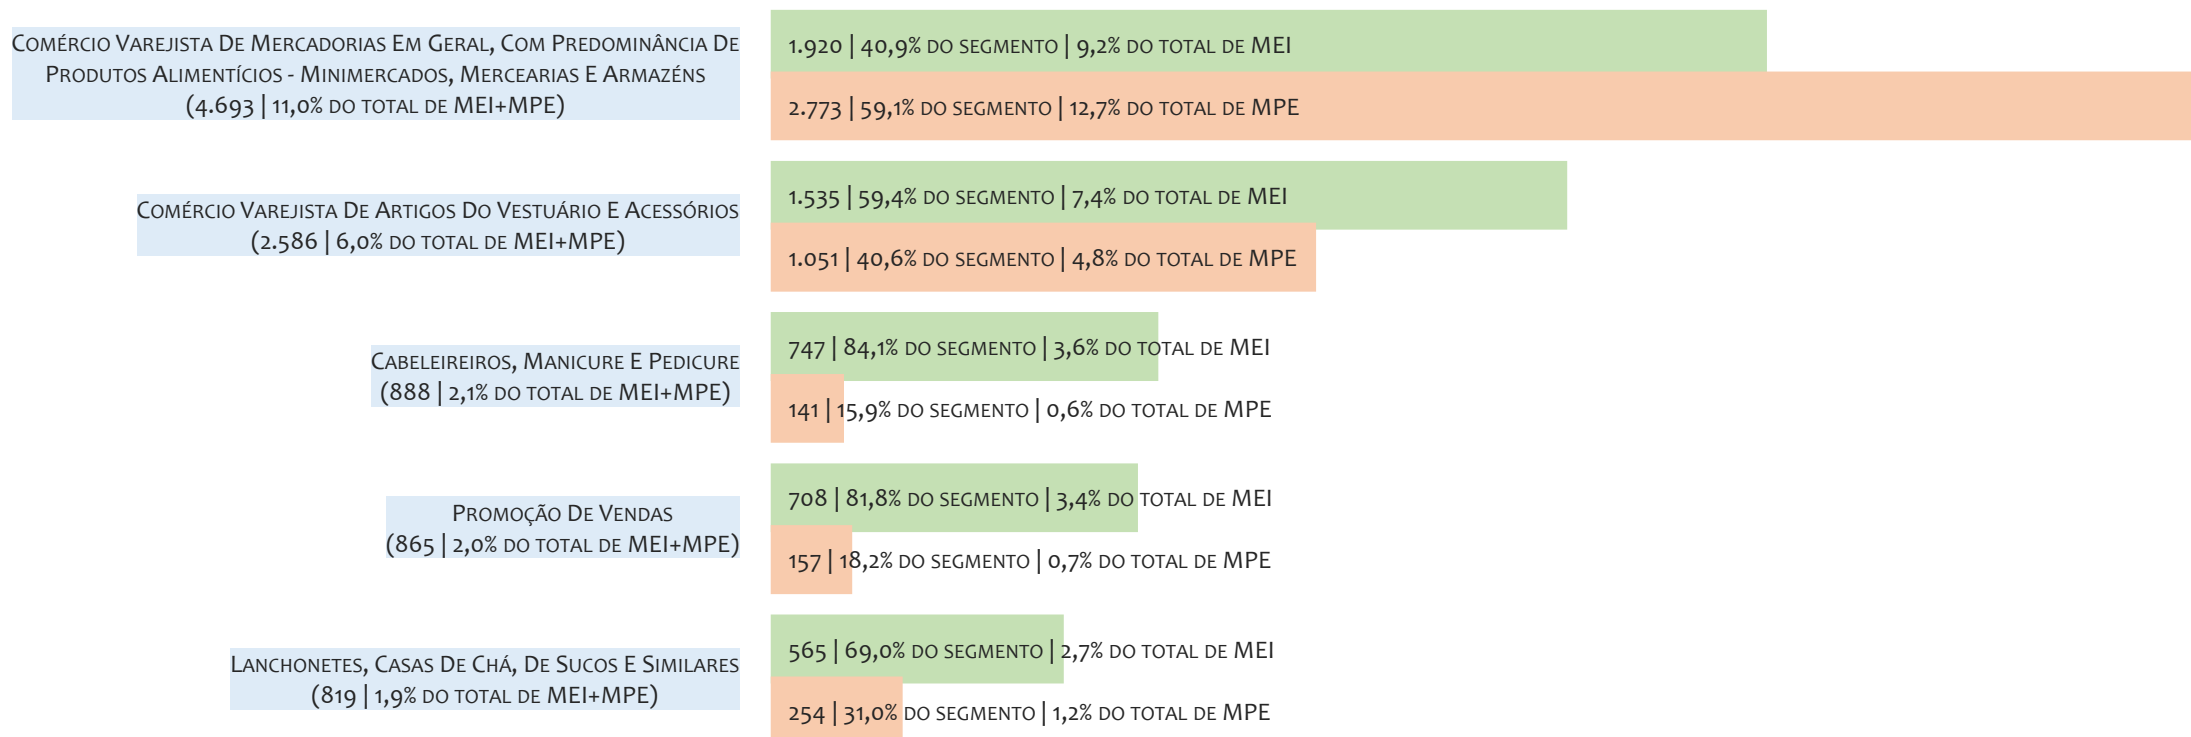 Comércio Varejista De Mercadorias Em Geral, Com Predominância De
Produtos Alimentícios - Minimercados, Mercearias E Armazéns
(4.693 | 11,0% do total de MEI+MPE)
1.920 | 40,9% do segmento | 9,2% do total de MEI
2.773 | 59,1% do segmento | 12,7% do total de MPE
Comércio Varejista De Artigos Do Vestuário E Acessórios
(2.586 | 6,0% do total de MEI+MPE)
1.535 | 59,4% do segmento | 7,4% do total de MEI
1.051 | 40,6% do segmento | 4,8% do total de MPE
Cabeleireiros, Manicure E Pedicure
(888 | 2,1% do total de MEI+MPE)
747 | 84,1% do segmento | 3,6% do total de MEI
141 | 15,9% do segmento | 0,6% do total de MPE
Promoção De Vendas
(865 | 2,0% do total de MEI+MPE)
708 | 81,8% do segmento | 3,4% do total de MEI
157 | 18,2% do segmento | 0,7% do total de MPE
Lanchonetes, Casas De Chá, De Sucos E Similares
(819 | 1,9% do total de MEI+MPE)
565 | 69,0% do segmento | 2,7% do total de MEI
254 | 31,0% do segmento | 1,2% do total de MPE